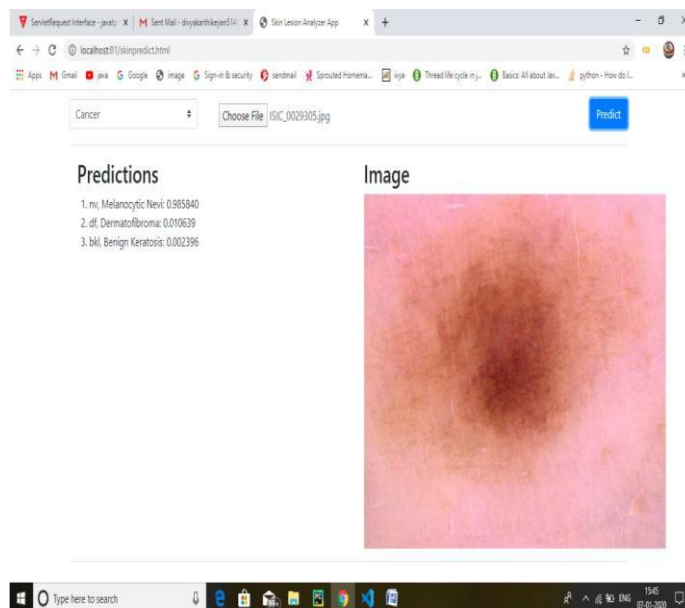 ServletRequest Interface - javatp
Sent Mail - divyakarthikeyan514
Skin Lesion Analyzer App
localhost:81/skinpredict.html
Apps Gmail java Google image Sign-in & security sendmail Sprouted Homema... ivya Thread life cycle in j... Basics: All about Jav... python - How do I...
Cancer Choose File ISIC_0029305.jpg Predict
Predictions Image
1. nv, Melanocytic Nevi: 0.985840
2. df, Dermatofibroma: 0.010639
3. bkl, Benign Keratosis: 0.002396
Type here to search ENG 15:45
07-01-2020